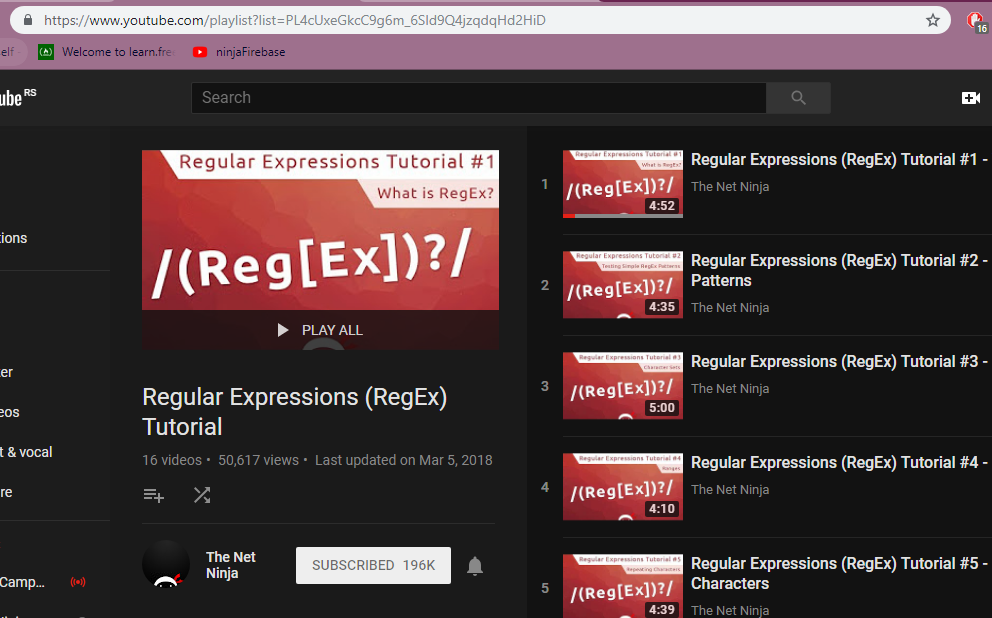 https://www.youtube.com/playlist?list=PL4cUxeGkcC9g6m_6Sld9Q4jzqdqHd2HiD
16
elf
Welcome to learn.free
ninjaFirebase
ube RS
Search
tions
er
eos
t & vocal
re
Camp...
Regular Expressions Tutorial #1
What is RegEx?
/(Reg[Ex])?/
PLAY ALL
Regular Expressions (RegEx)
Tutorial
16 videos • 50,617 views • Last updated on Mar 5, 2018
The Net
Ninja
SUBSCRIBED 196K
1
Regular Expressions Tutorial #1
What is RegEx?
/(Reg[Ex])?/
4:52
Regular Expressions (RegEx) Tutorial #1 -
The Net Ninja
2
Regular Expressions Tutorial #2
Testing Simple RegEx Patterns
/(Reg[Ex])?/
4:35
Regular Expressions (RegEx) Tutorial #2 -
Patterns
The Net Ninja
3
Regular Expressions Tutorial #3
Character Sets
/(Reg[Ex])?/
5:00
Regular Expressions (RegEx) Tutorial #3 -
The Net Ninja
4
Regular Expressions Tutorial #4
Ranges
/(Reg[Ex])?/
4:10
Regular Expressions (RegEx) Tutorial #4 -
The Net Ninja
5
Regular Expressions Tutorial #5
Repeating Characters
/(Reg[Ex])?/
4:39
Regular Expressions (RegEx) Tutorial #5 -
Characters
The Net Ninja